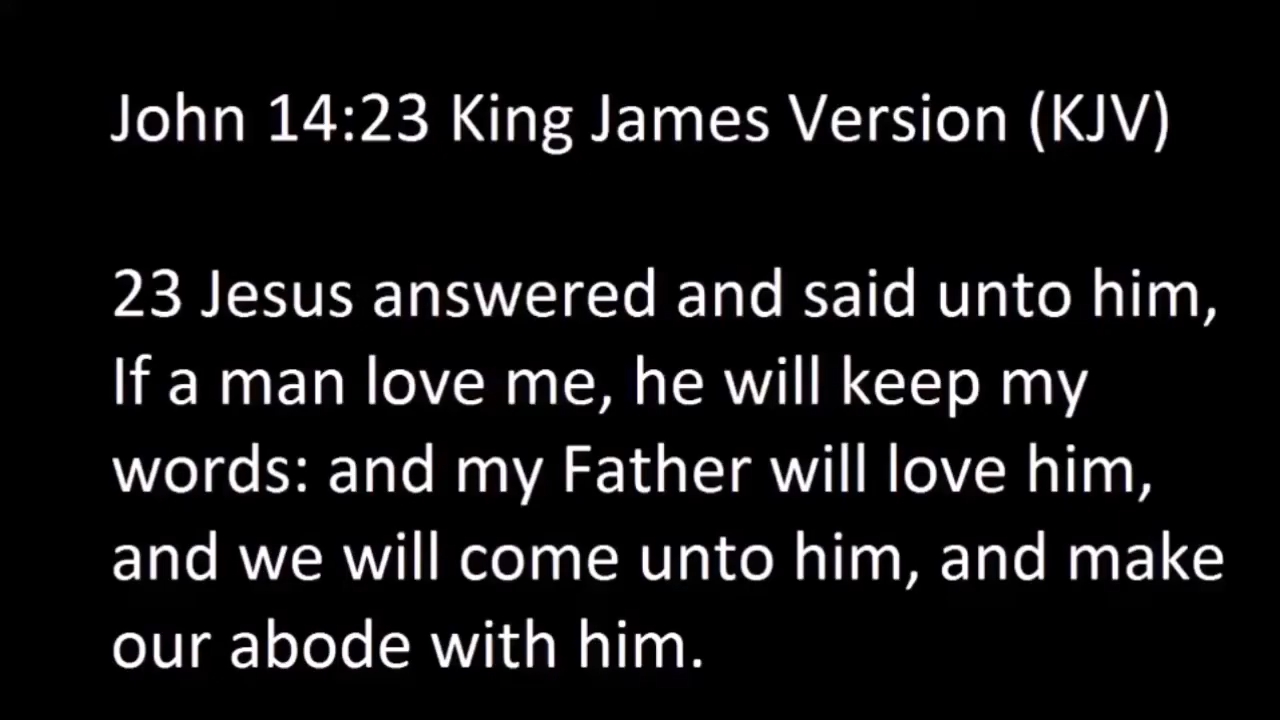 John 14:23 King James Version (KJV)
23 Jesus answered and said unto him,
If a man love me, he will keep my
words: and my Father will love him,
and we will come unto him, and make
our abode with him.